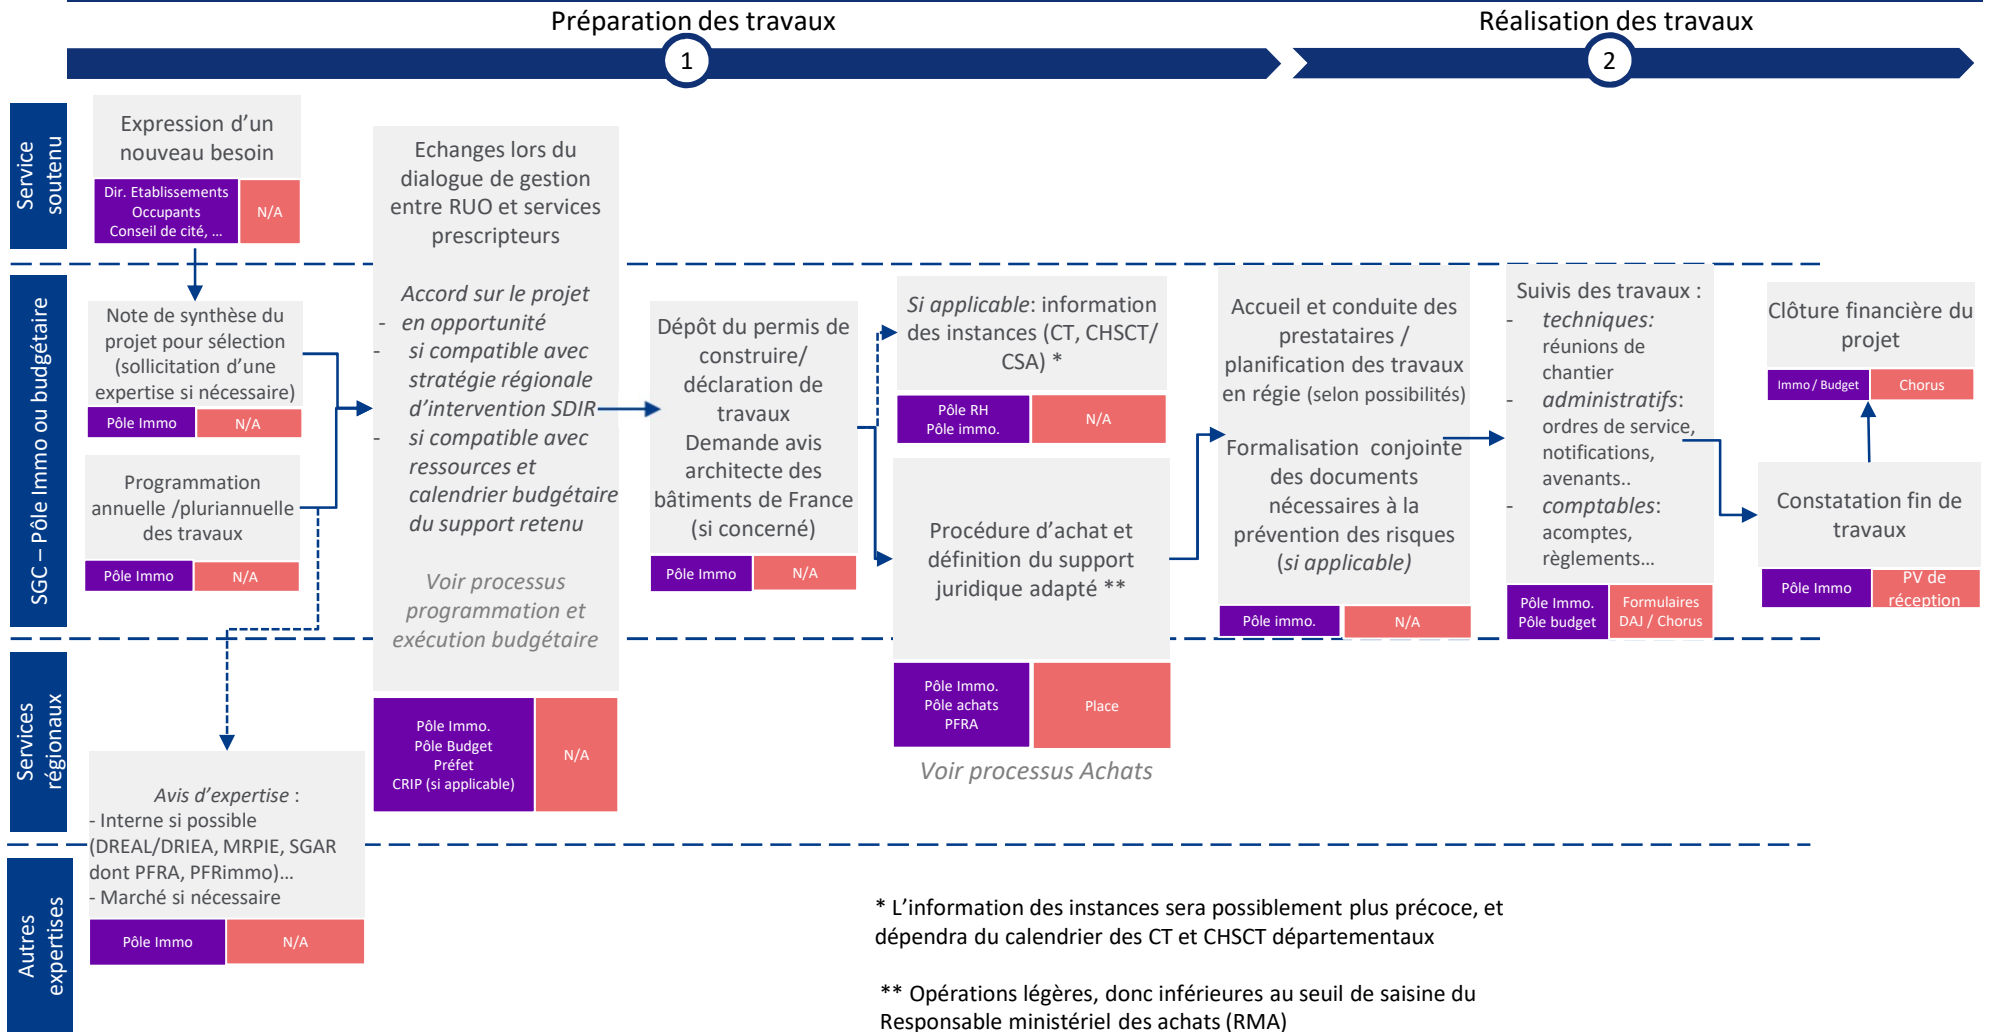 Préparation des travaux
Réalisation des travaux
1
2
Service
soutenu
Expression d’un
nouveau besoin
Dir. Etablissements
Occupants
Conseil de cité, ...
N/A
SGC – Pôle Immo ou budgétaire
Note de synthèse du
projet pour sélection
(sollicitation d’une
expertise si nécessaire)
Pôle Immo
N/A
Programmation
annuelle /pluriannuelle
des travaux
Pôle Immo
N/A
Echanges lors du
dialogue de gestion
entre RUO et services
prescripteurs
Accord sur le projet
- en opportunité
- si compatible avec
stratégie régionale
d’intervention SDIR
- si compatible avec
ressources et
calendrier budgétaire
du support retenu
Voir processus
programmation et
exécution budgétaire
Pôle Immo.
Pôle Budget
Préfet
CRIP (si applicable)
N/A
Dépôt du permis de
construire/
déclaration de
travaux
Demande avis
architecte des
bâtiments de France
(si concerné)
Pôle Immo
N/A
Si applicable: information
des instances (CT, CHSCT/
CSA) *
Pôle RH
Pôle immo.
N/A
Procédure d’achat et
définition du support
juridique adapté **
Pôle Immo.
Pôle achats
PFRA
Place
Voir processus Achats
Accueil et conduite des
prestataires /
planification des travaux
en régie (selon possibilités)
Formalisation conjointe
des documents
nécessaires à la
prévention des risques
(si applicable)
Pôle immo.
N/A
Suivis des travaux :
- techniques:
réunions de
chantier
- administratifs:
ordres de service,
notifications,
avenants..
- comptables:
acomptes,
règlements...
Pôle Immo.
Pôle budget
Formulaires
DAJ / Chorus
Clôture financière du
projet
Immo / Budget
Chorus
Constatation fin de
travaux
Pôle Immo
PV de
réception
Services
régionaux
Avis d’expertise :
- Interne si possible
(DREAL/DRIEA, MRPIE, SGAR
dont PFRA, PFRimmo)...
- Marché si nécessaire
Pôle Immo
N/A
Autres
expertises
* L’information des instances sera possiblement plus précoce, et
dépendra du calendrier des CT et CHSCT départementaux
** Opérations légères, donc inférieures au seuil de saisine du
Responsable ministériel des achats (RMA)